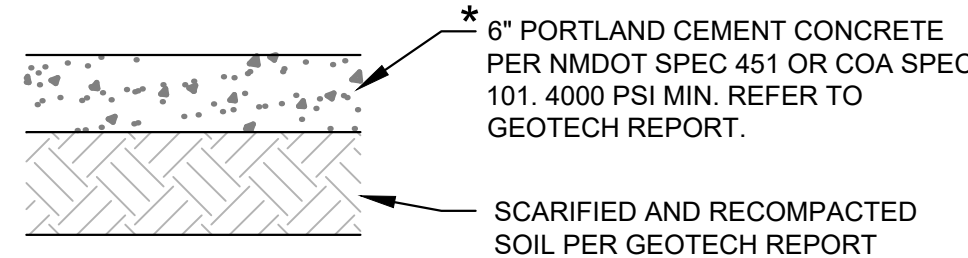 * 6" PORTLAND CEMENT CONCRETE
PER NMDOT SPEC 451 OR COA SPEC
101. 4000 PSI MIN. REFER TO
GEOTECH REPORT.
SCARIFIED AND RECOMPACTED
SOIL PER GEOTECH REPORT